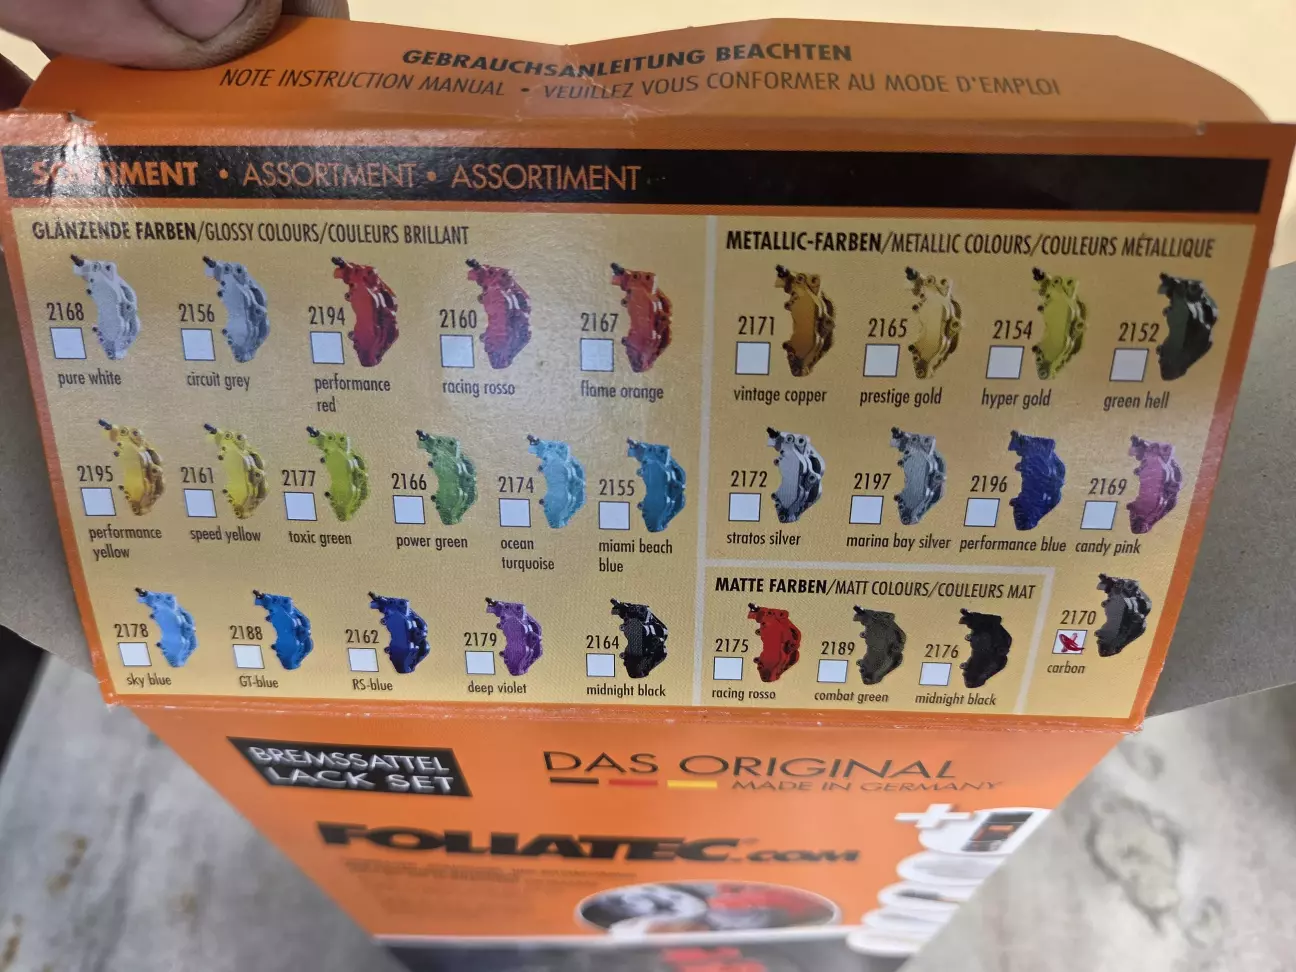 GEBRAUCHSANLEITUNG BEACHTEN
NOTE INSTRUCTION MANUAL • VEUILLEZ VOUS CONFORMER AU MODE D'EMPLOI
SORTIMENT • ASSORTMENT • ASSORTIMENT
GLÄNZENDE FARBEN/GLOSSY COLOURS/COULEURS BRILLANT
2168
pure white
2156
circuit grey
2194
performance
red
2160
racing rosso
2167
flame orange
2195
performance
yellow
2161
speed yellow
2177
toxic green
2166
power green
2174
ocean
turquoise
2155
miami beach
blue
2178
sky blue
2188
GT-blue
2162
RS-blue
2179
deep violet
2164
midnight black
METALLIC-FARBEN/METALLIC COLOURS/COULEURS MÉTALLIQUE
2171
vintage copper
2165
prestige gold
2154
hyper gold
2152
green hell
2172
stratos silver
2197
marina bay silver
2196
performance blue
2169
candy pink
MATTE FARBEN/MATT COLOURS/COULEURS MAT
2175
racing rosso
2189
combat green
2176
midnight black
2170
carbon
BREMSSATTEL
LACK SET
DAS ORIGINAL
MADE IN GERMANY
FOLIATEC.com